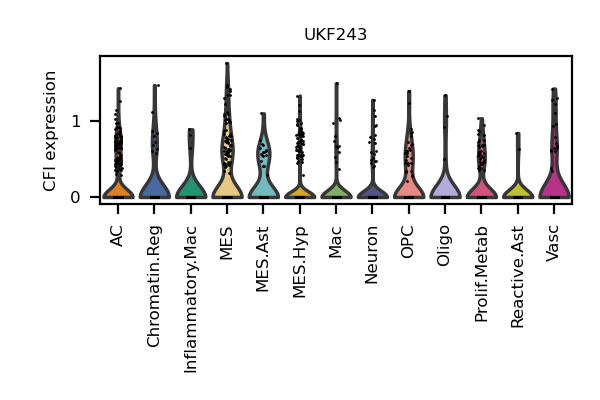 UKF243
CFI expression
1
0
AC
Chromatin.Reg
Inflammatory.Mac
MES
MES.Ast
MES.Hyp
Mac
Neuron
OPC
Oligo
Prolif.Metab
Reactive.Ast
Vasc